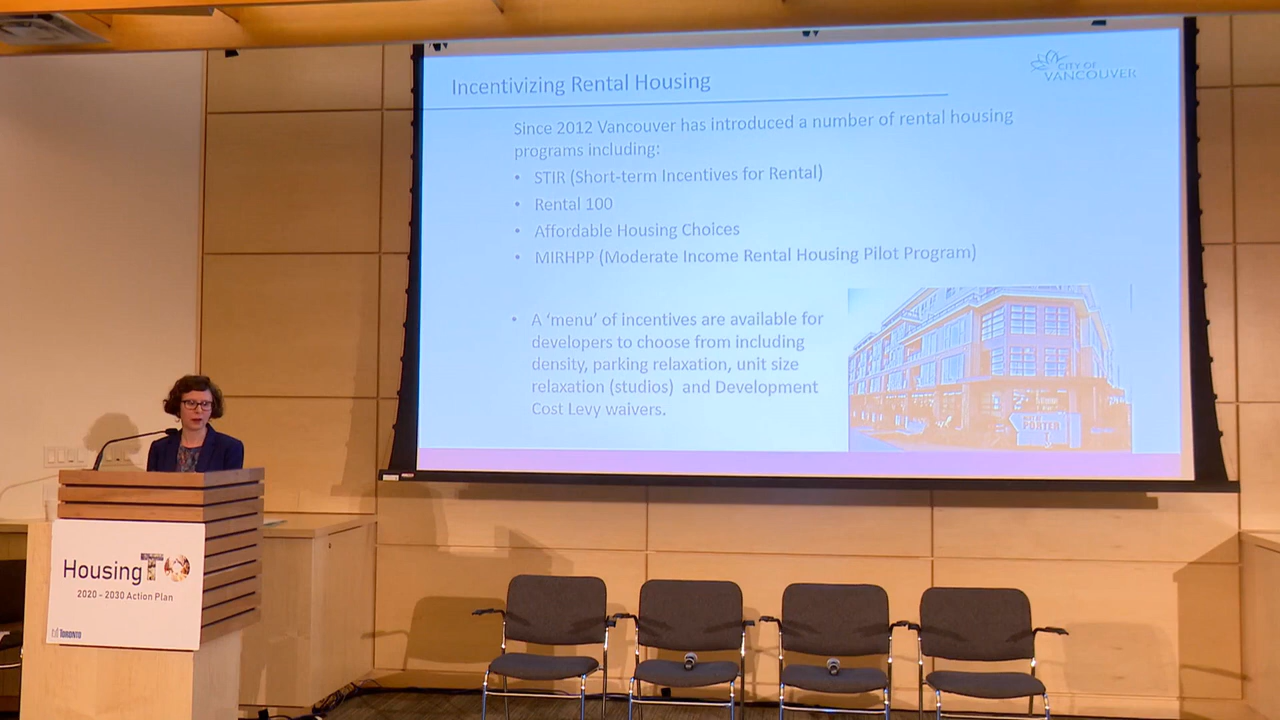 Incentivizing Rental Housing
CITY OF
VANCOUVER
Since 2012 Vancouver has introduced a number of rental housing
programs including:
• STIR (Short-term Incentives for Rental)
• Rental 100
• Affordable Housing Choices
• MIRHPP (Moderate Income Rental Housing Pilot Program)
• A ‘menu’ of incentives are available for
developers to choose from including
density, parking relaxation, unit size
relaxation (studios) and Development
Cost Levy waivers.
PORTER
HousingTO
2020 - 2030 Action Plan
TORONTO